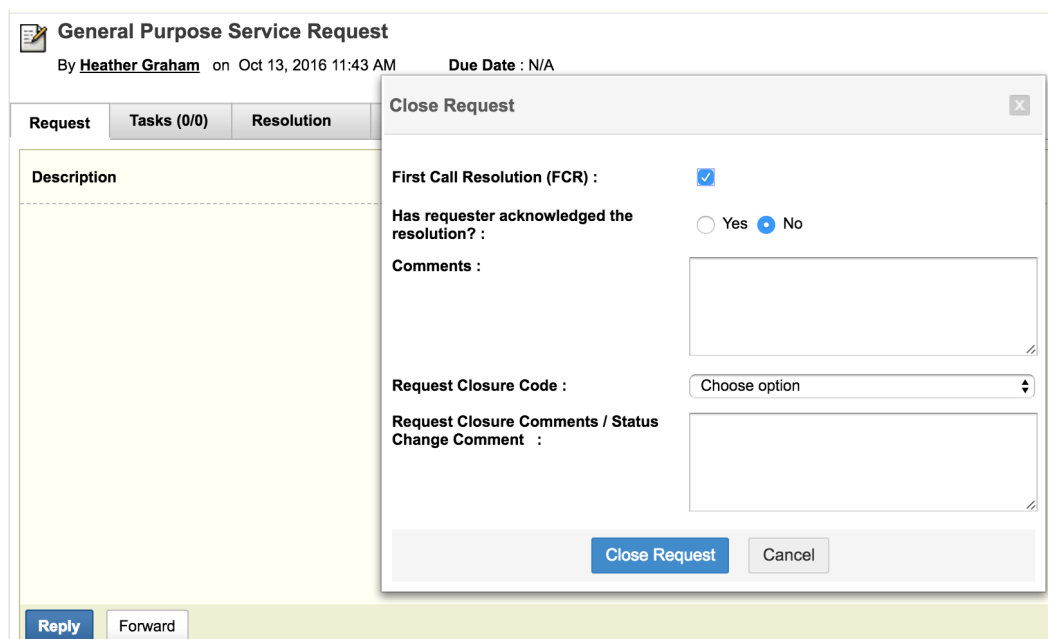 General Purpose Service Request
By Heather Graham on Oct 13, 2016 11:43 AM Due Date : N/A
Request Tasks (0/0) Resolution
Description
Close Request X
First Call Resolution (FCR) :
Has requester acknowledged the
resolution? :
Yes No
Comments :
Request Closure Code : Choose option
Request Closure Comments / Status
Change Comment :
Close Request Cancel
Reply Forward